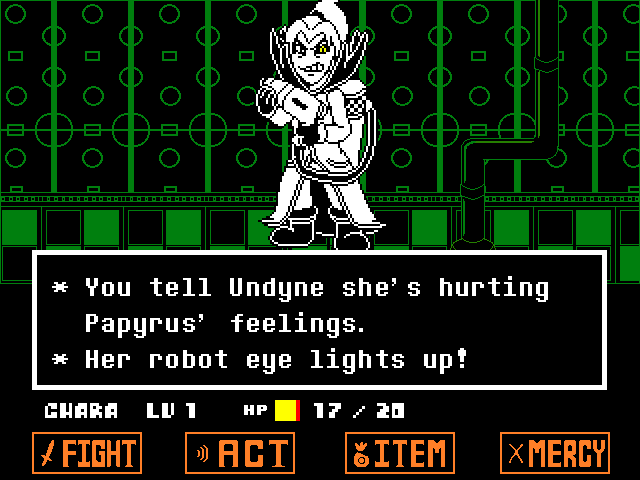 * You tell Undyne she's hurting
Papyrus' feelings.
* Her robot eye lights up!
CHARA LV 1 HP 17 / 20
FIGHT ACT ITEM MERCY